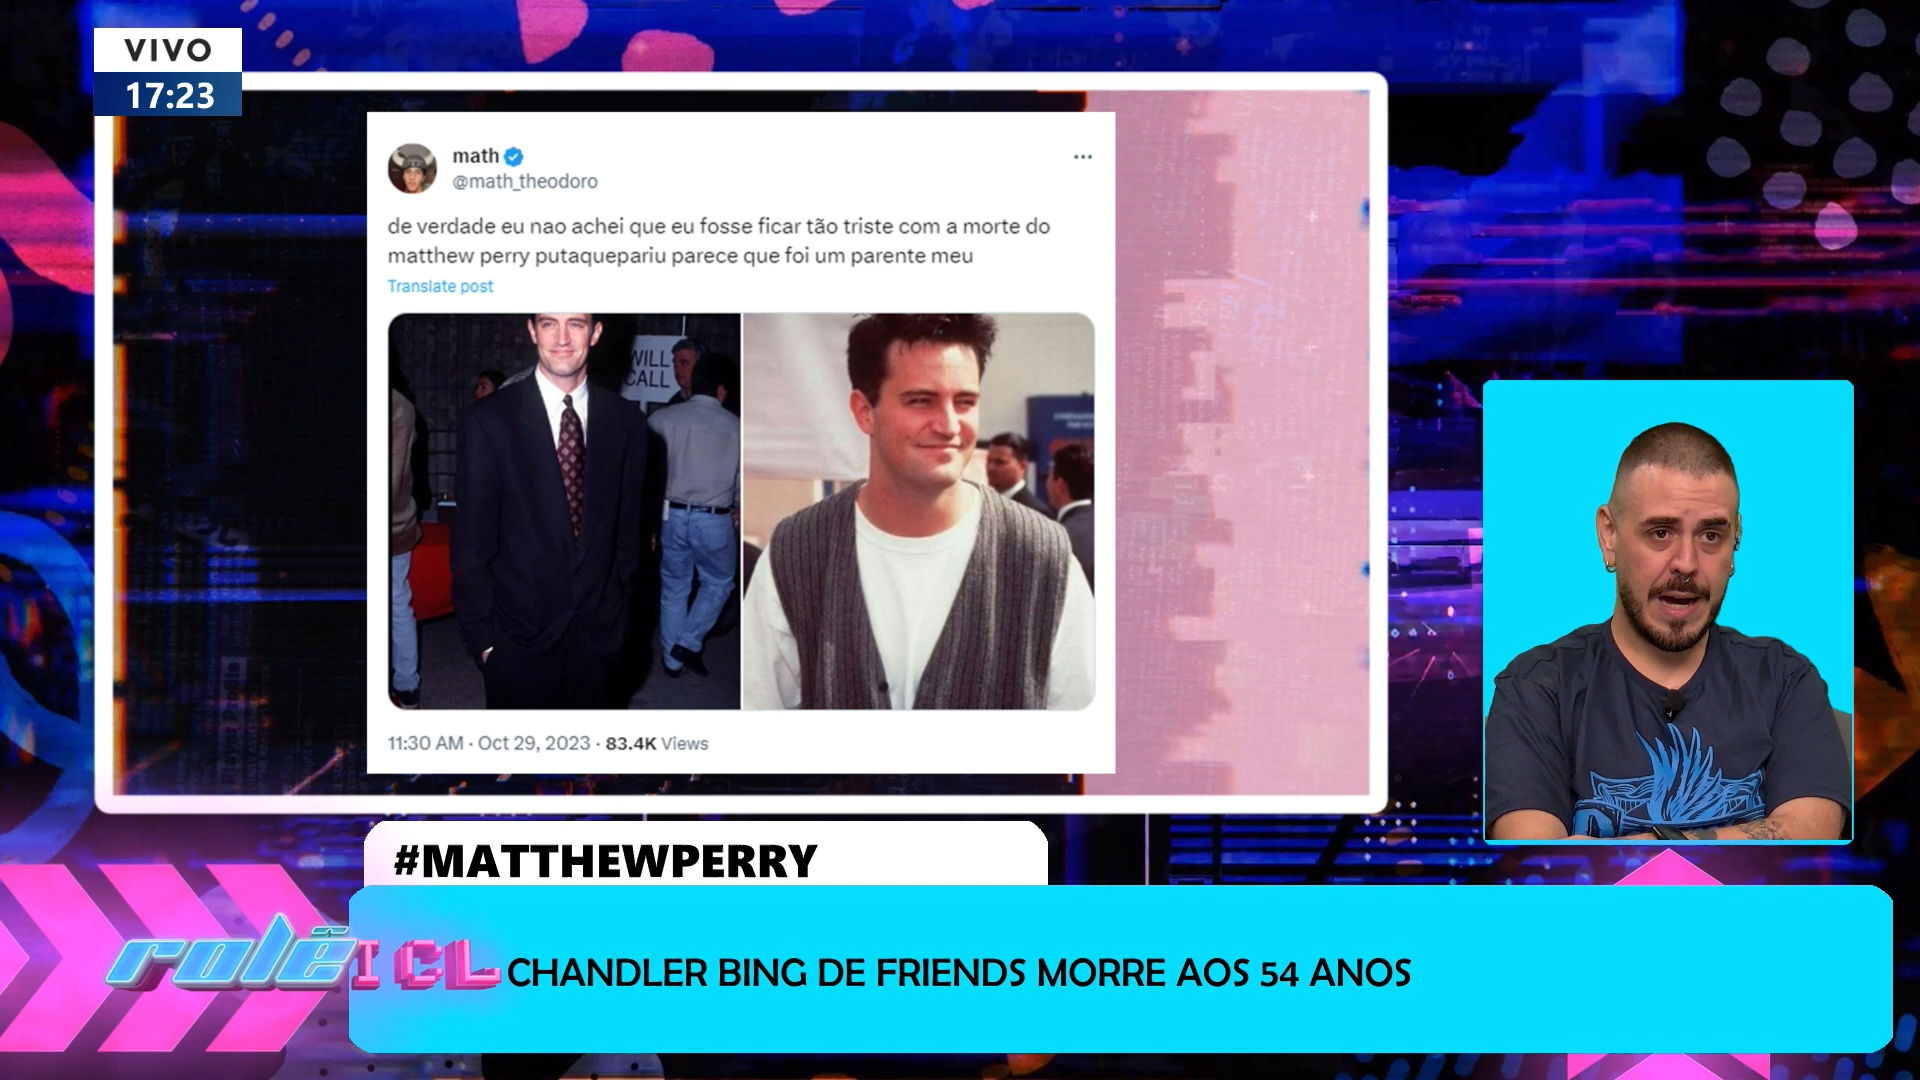 VIVO
17:23
math
@math_theodoro
de verdade eu nao achei que eu fosse ficar tão triste com a morte do
matthew perry putaquepariu parece que foi um parente meu
Translate post
WILL
CALL
11:30 AM · Oct 29, 2023 · 83.4K Views
#MATTHEWPERRY
rolê ICL
CHANDLER BING DE FRIENDS MORRE AOS 54 ANOS